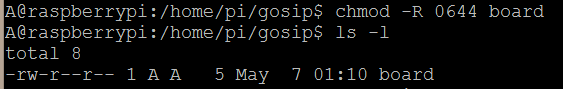 A@raspberrypi:/home/pi/gosip$ chmod -R 0644 board
A@raspberrypi:/home/pi/gosip$ ls -l
total 8
-rw-r--r-- 1 A A   5 May  7 01:10 board